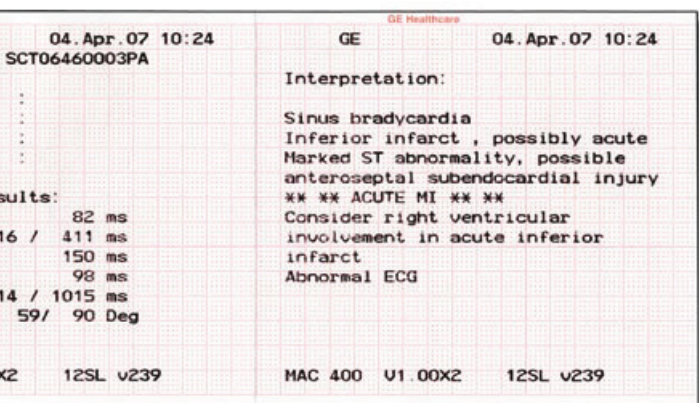 GE Healthcare
04.Apr.07 10:24
SCT06460003PA
:
:
:
:
sults:
82 ms
16 / 411 ms
150 ms
98 ms
14 / 1015 ms
59/ 90 Deg
X2 12SL v239
GE 04.Apr.07 10:24
Interpretation:
Sinus bradycardia
Inferior infarct , possibly acute
Marked ST abnormality, possible
anteroseptal subendocardial injury
** ** ACUTE MI ** **
Consider right ventricular
involvement in acute inferior
infarct
Abnormal ECG
MAC 400 V1.00X2 12SL v239